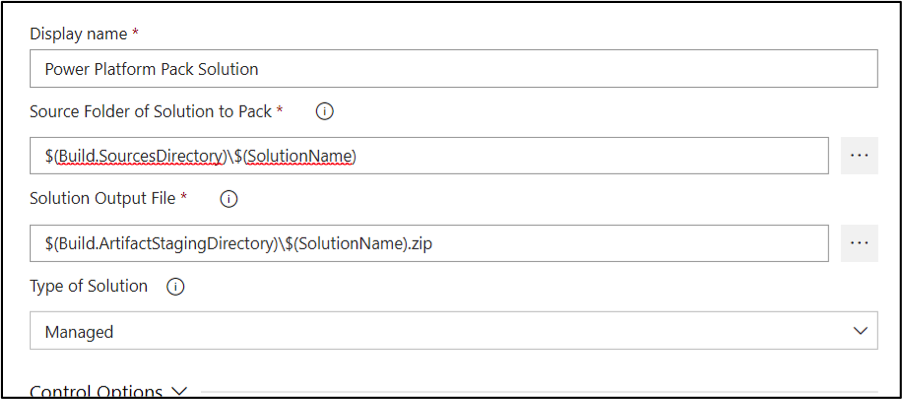 Display name *
Power Platform Pack Solution
Source Folder of Solution to Pack *
$(Build.SourcesDirectory)\$(SolutionName)
Solution Output File *
$(Build.ArtifactStagingDirectory)\$(SolutionName).zip
Type of Solution
Managed
Control Options